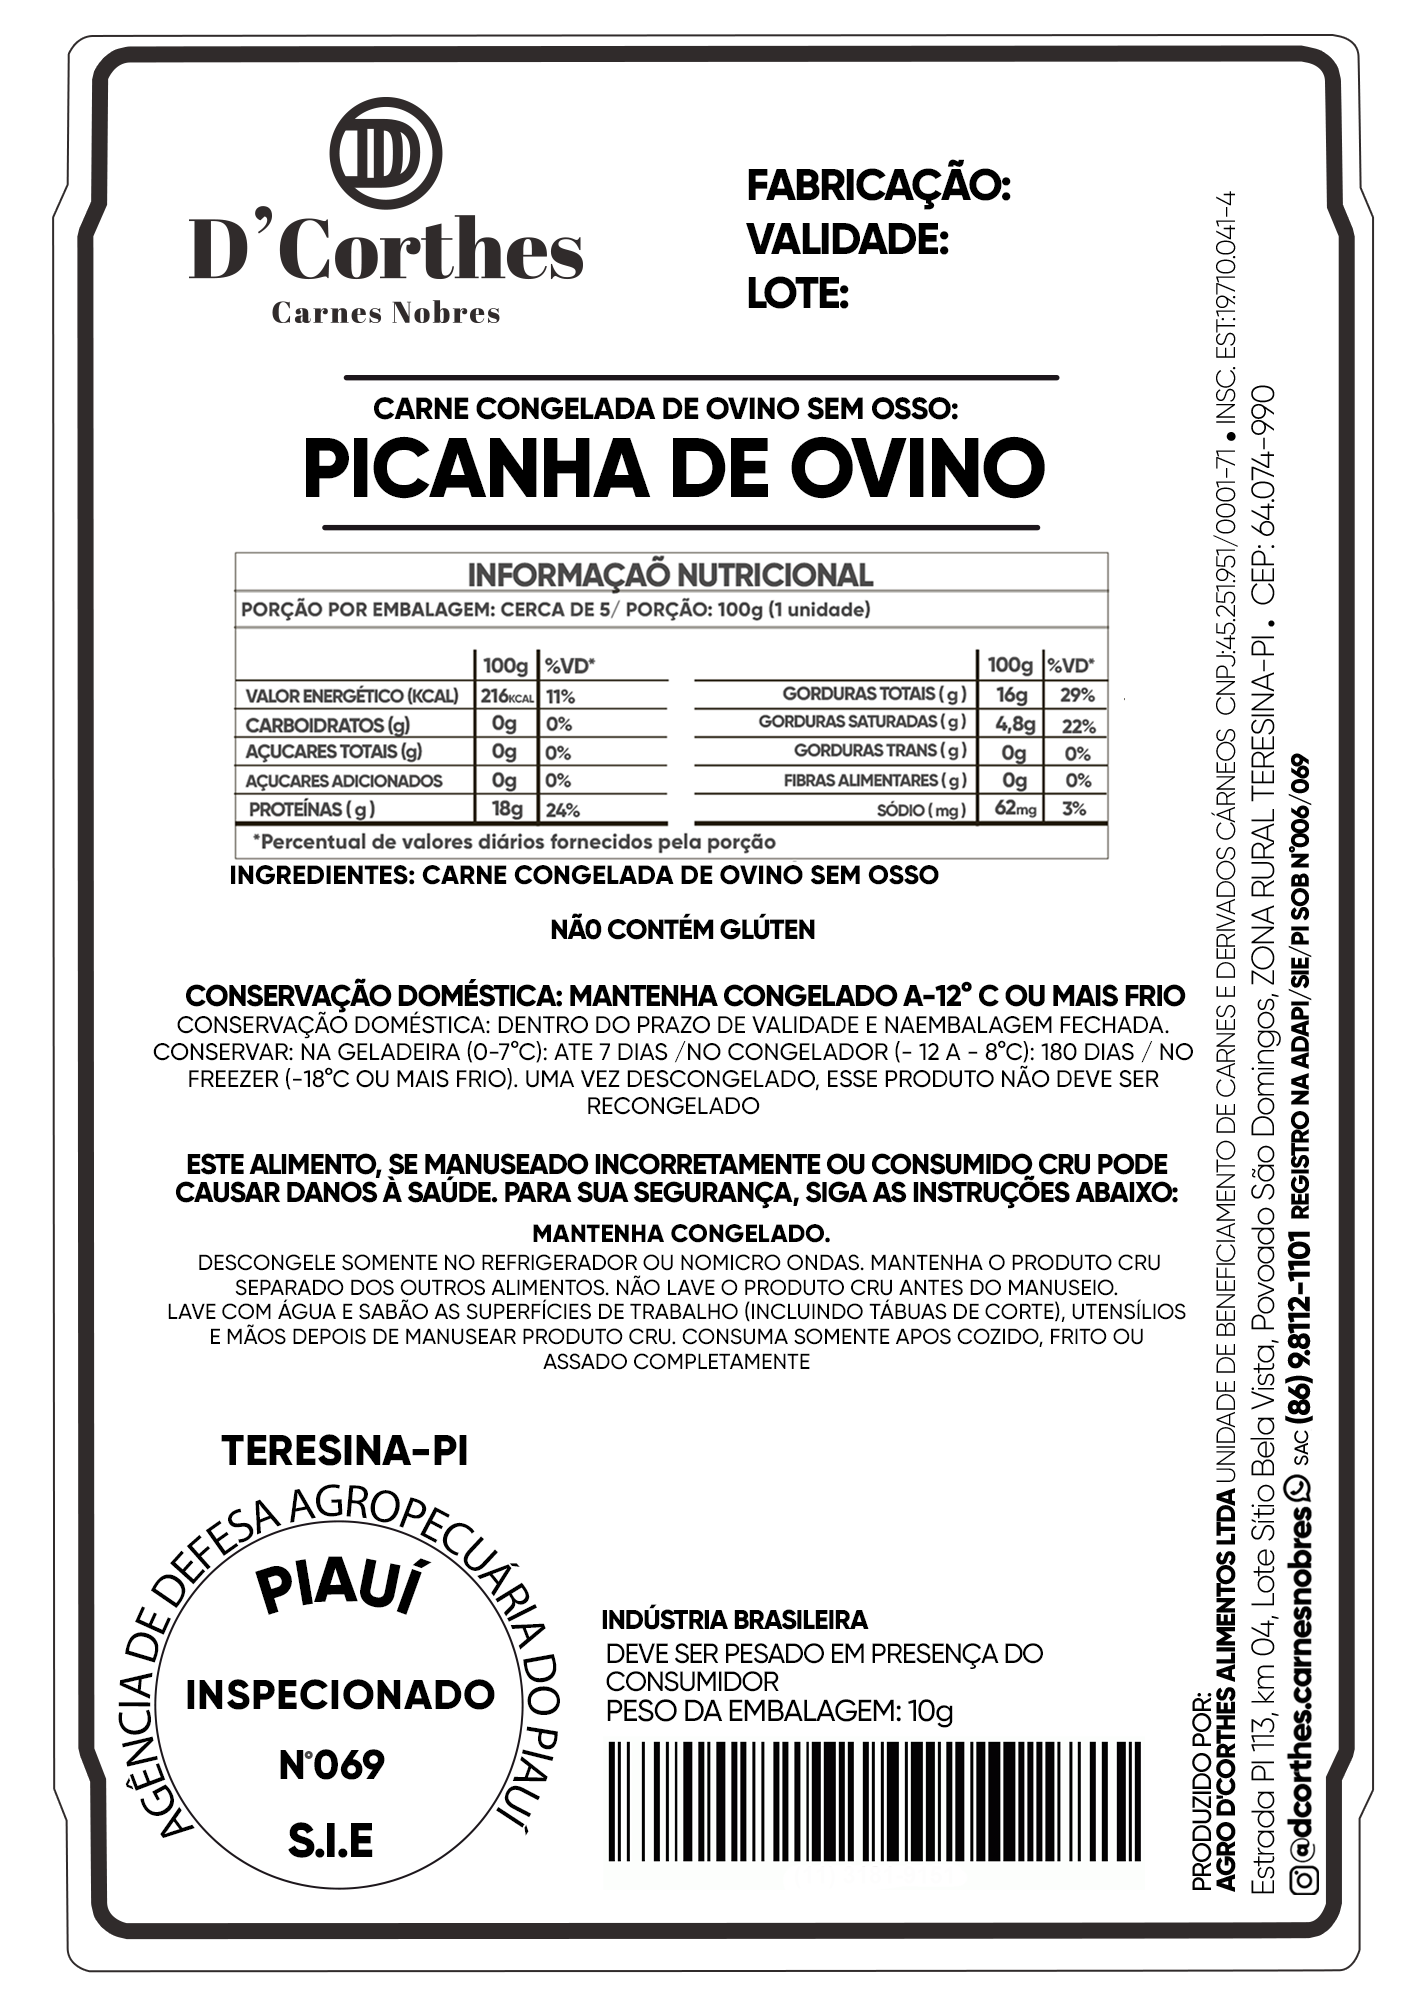 D
D'Corthes
Carnes Nobres
FABRICAÇÃO:
VALIDADE:
LOTE:
CARNE CONGELADA DE OVINO SEM OSSO:
PICANHA DE OVINO
INFORMAÇAÕ NUTRICIONAL
PORÇÃO POR EMBALAGEM: CERCA DE 5/ PORÇÃO: 100g (1 unidade)
100g %VD*
VALOR ENERGÉTICO (KCAL) 216KCAL 11%
CARBOIDRATOS (g) 0g 0%
AÇUCARES TOTAIS (g) 0g 0%
AÇUCARES ADICIONADOS 0g 0%
PROTEÍNAS ( g ) 18g 24%
100g %VD*
GORDURAS TOTAIS ( g ) 16g 29%
GORDURAS SATURADAS ( g ) 4,8g 22%
GORDURAS TRANS ( g ) 0g 0%
FIBRAS ALIMENTARES ( g ) 0g 0%
SÓDIO ( mg ) 62mg 3%
*Percentual de valores diários fornecidos pela porção
INGREDIENTES: CARNE CONGELADA DE OVINO SEM OSSO
NÃ0 CONTÉM GLÚTEN
CONSERVAÇÃO DOMÉSTICA: MANTENHA CONGELADO A-12° C OU MAIS FRIO
CONSERVAÇÃO DOMÉSTICA: DENTRO DO PRAZO DE VALIDADE E NAEMBALAGEM FECHADA.
CONSERVAR: NA GELADEIRA (0-7°C): ATE 7 DIAS /NO CONGELADOR (- 12 A - 8°C): 180 DIAS / NO
FREEZER (-18°C OU MAIS FRIO). UMA VEZ DESCONGELADO, ESSE PRODUTO NÃO DEVE SER
RECONGELADO
ESTE ALIMENTO, SE MANUSEADO INCORRETAMENTE OU CONSUMIDO CRU PODE
CAUSAR DANOS À SAÚDE. PARA SUA SEGURANÇA, SIGA AS INSTRUÇÕES ABAIXO:
MANTENHA CONGELADO.
DESCONGELE SOMENTE NO REFRIGERADOR OU NOMICRO ONDAS. MANTENHA O PRODUTO CRU
SEPARADO DOS OUTROS ALIMENTOS. NÃO LAVE O PRODUTO CRU ANTES DO MANUSEIO.
LAVE COM ÁGUA E SABÃO AS SUPERFÍCIES DE TRABALHO (INCLUINDO TÁBUAS DE CORTE), UTENSÍLIOS
E MÃOS DEPOIS DE MANUSEAR PRODUTO CRU. CONSUMA SOMENTE APOS COZIDO, FRITO OU
ASSADO COMPLETAMENTE
TERESINA-PI
AGÊNCIA DE DEFESA AGROPECUÁRIA DO PIAUÍ
PIAUÍ
INSPECIONADO
N°069
S.I.E
INDÚSTRIA BRASILEIRA
DEVE SER PESADO EM PRESENÇA DO
CONSUMIDOR
PESO DA EMBALAGEM: 10g
PRODUZIDO POR:
AGRO D'CORTHES ALIMENTOS LTDA UNIDADE DE BENEFICIAMENTO DE CARNES E DERIVADOS CÁRNEOS CNPJ:45.251.951/0001-71 • INSC. EST:19.710.041-4
Estrada PI 113, km 04, Lote Sítio Bela Vista, Povoado São Domingos, ZONA RURAL TERESINA-PI • CEP: 64.074-990
@dcorthes.carnesnobres SAC (86) 9.8112-1101 REGISTRO NA ADAPI/SIE/PI SOB N°006/069